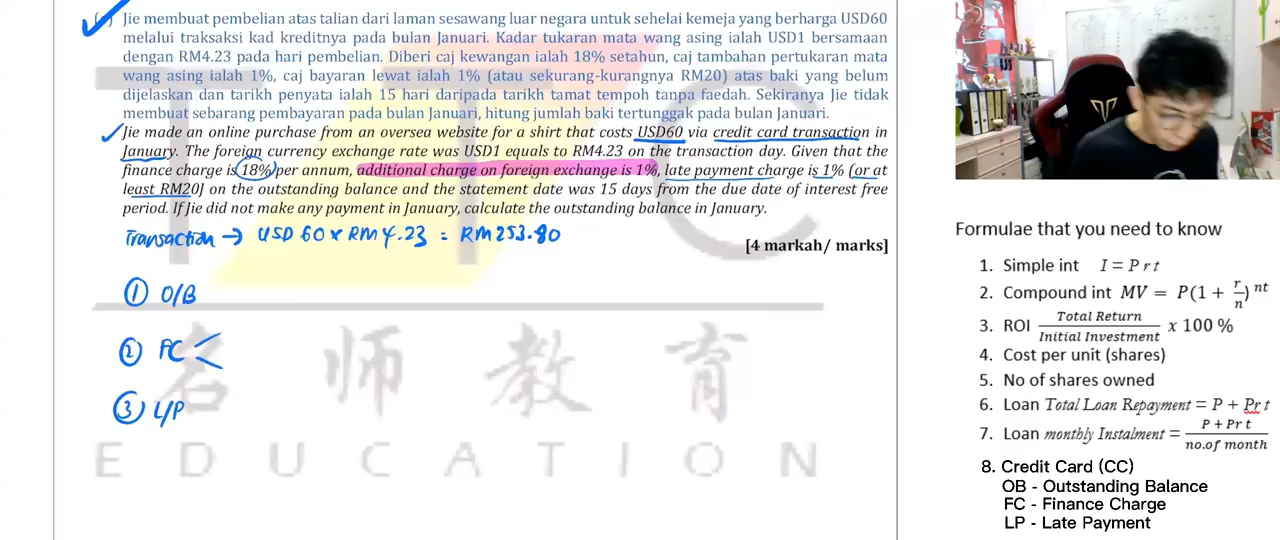 Jie membuat pembelian atas talian dari laman sesawang luar negara untuk sehelai kemeja yang berharga USD60
melalui traksaksi kad kreditnya pada bulan Januari. Kadar tukaran mata wang asing ialah USD1 bersamaan
dengan RM4.23 pada hari pembelian. Diberi caj kewangan ialah 18% setahun, caj tambahan pertukaran mata
wang asing ialah 1%, caj bayaran lewat ialah 1% (atau sekurang-kurangnya RM20) atas baki yang belum
dijelaskan dan tarikh penyata ialah 15 hari daripada tarikh tamat tempoh tanpa faedah. Sekiranya Jie tidak
membuat sebarang pembayaran pada bulan Januari, hitung jumlah baki tertunggak pada bulan Januari.
Jie made an online purchase from an oversea website for a shirt that costs USD60 via credit card transaction in
January. The foreign currency exchange rate was USD1 equals to RM4.23 on the transaction day. Given that the
finance charge is 18% per annum, additional charge on foreign exchange is 1%, late payment charge is 1% (or at
least RM20) on the outstanding balance and the statement date was 15 days from the due date of interest free
period. If Jie did not make any payment in January, calculate the outstanding balance in January.
Transaction → USD 60 × RM 4.23 = RM 253.80
[4 markah/ marks]
① O/B
② FC <
③ L/P
名 师 教 育
E D U C A T I O N
Formulae that you need to know
1. Simple int I = P r t
2. Compound int MV = P(1 + r/n)^nt
3. ROI Total Return/Initial Investment x 100 %
4. Cost per unit (shares)
5. No of shares owned
6. Loan Total Loan Repayment = P + Pr t
7. Loan monthly Instalment = P + Pr t/no.of month
8. Credit Card (CC)
OB - Outstanding Balance
FC - Finance Charge
LP - Late Payment